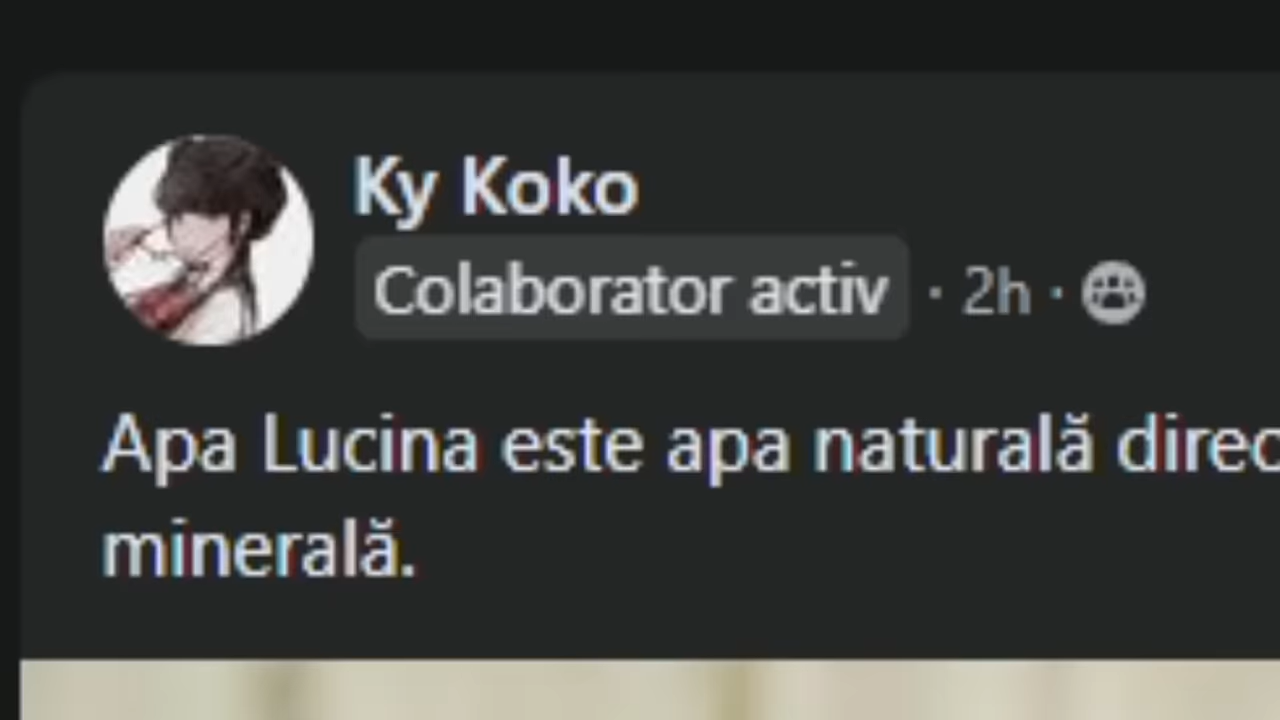 Ky Koko
Colaborator activ · 2h ·
Apa Lucina este apa naturală
minerală.